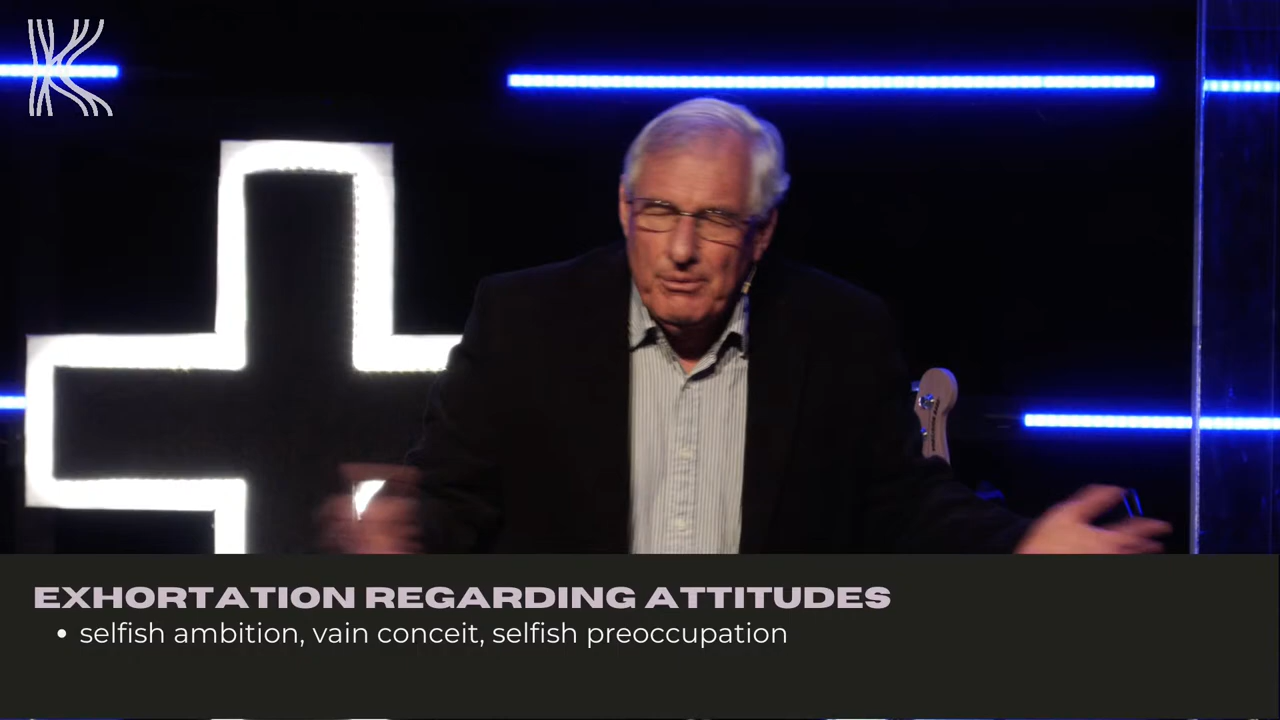 K
EXHORTATION REGARDING ATTITUDES
• selfish ambition, vain conceit, selfish preoccupation